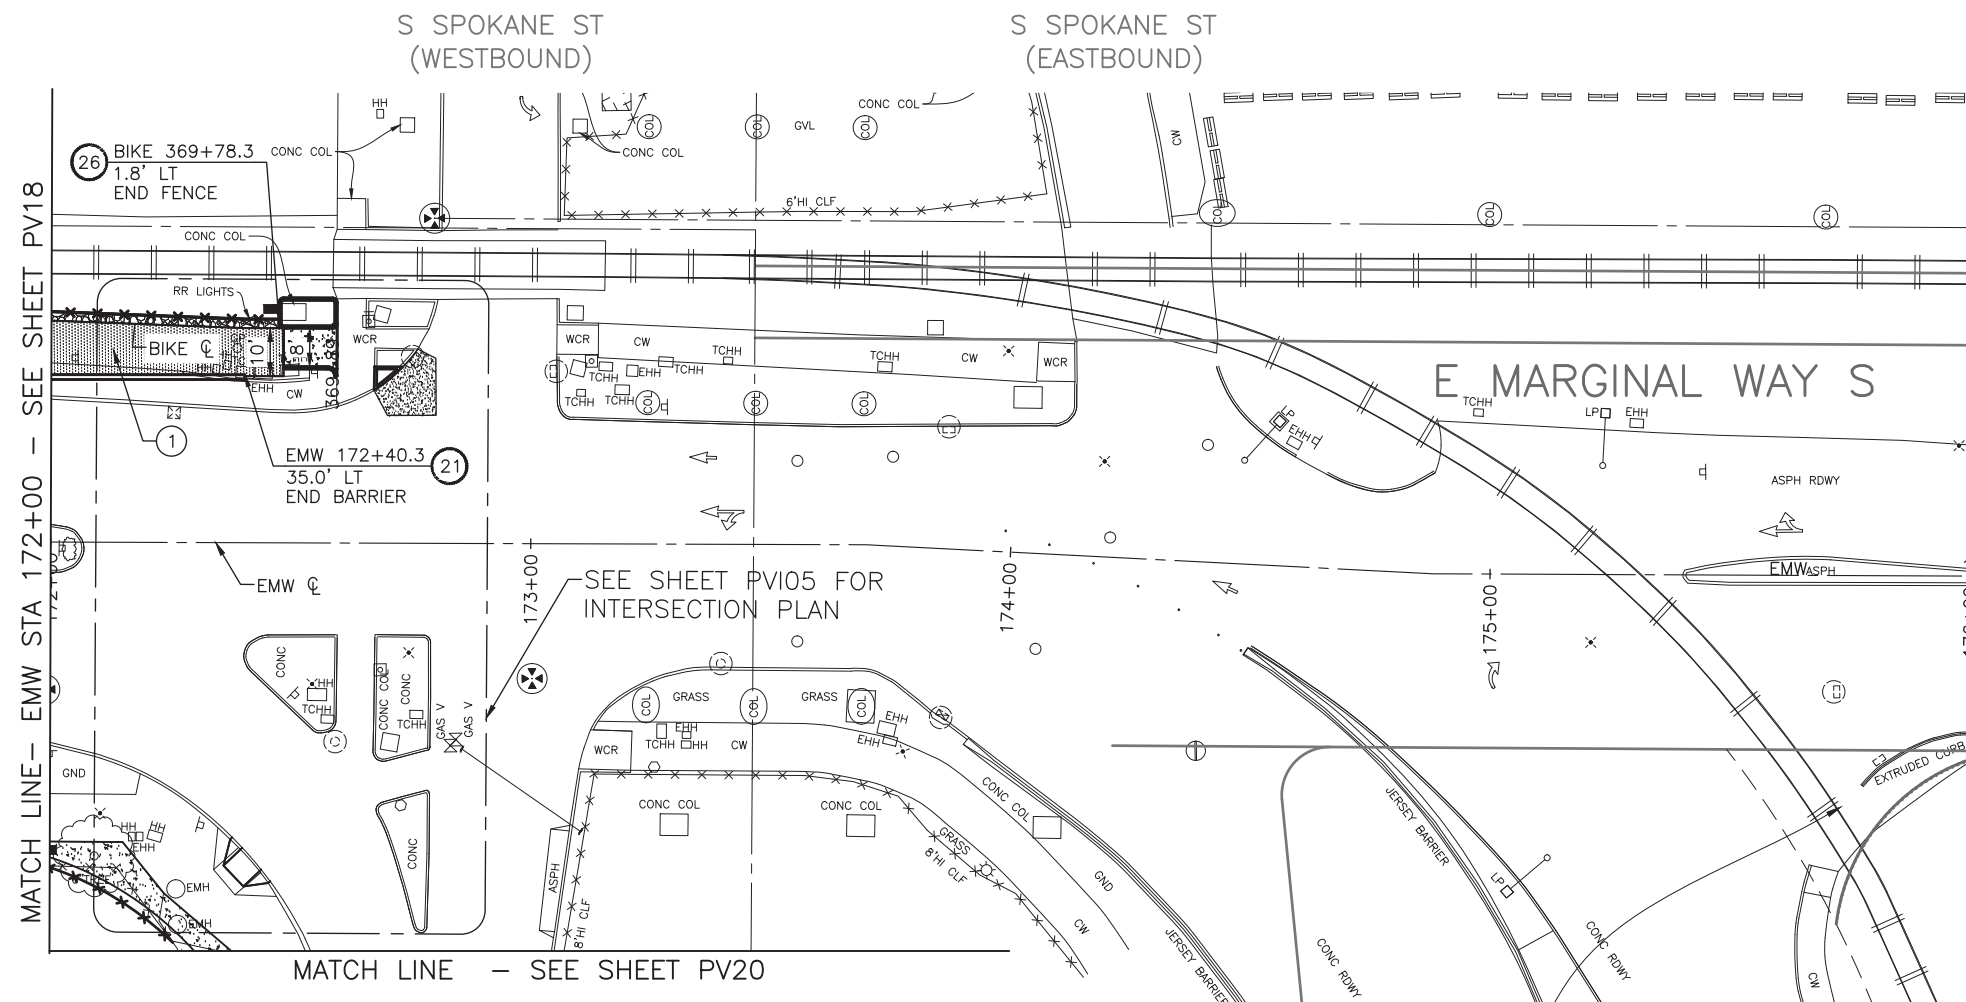 S SPOKANE ST
(WESTBOUND)
S SPOKANE ST
(EASTBOUND)
HH
CONC COL
COL
COL
COL
GVL
CONC COL
CW
26
BIKE 369+78.3
1.8' LT
END FENCE
CONC COL
CONC COL
6'HI CLF
COL
COL
COL
RR LIGHTS
MATCH LINE- EMW STA 172+00 - SEE SHEET PV18
BIKE ℄
10'
8'
WCR
EHH
CW
1
EMW 172+40.3
35.0' LT
END BARRIER
21
WCR
CW
TCHH
TCHH
CW
WCR
TCHH
EHH
TCHH
TCHH
TCHH
COL
COL
COL
E MARGINAL WAY S
LP
EHH
TCHH
LP
EHH
ASPH RDWY
EMW ℄
173+00
174+00
175+00
EMW
ASPH
SEE SHEET PVI05 FOR
INTERSECTION PLAN
CONC
HH
TCHH
CONC COL
CONC
TCHH
GAS V
GAS V
COL
GRASS
COL
GRASS
COL
WCR
TCHH
EHH
HH
CW
EHH
EHH
GND
CONC COL
CONC COL
CONC COL
EXTRUDED CURB
JERSEY BARRIER
HH
HH
EHH
TREE
EMH
EMH
CONC
ASPH
8'HI CLF
GRASS
8'HI CLF
GND
CW
LP
JERSEY BARRIER
CONC RDWY
CONC RDWY
CW
MATCH LINE - SEE SHEET PV20